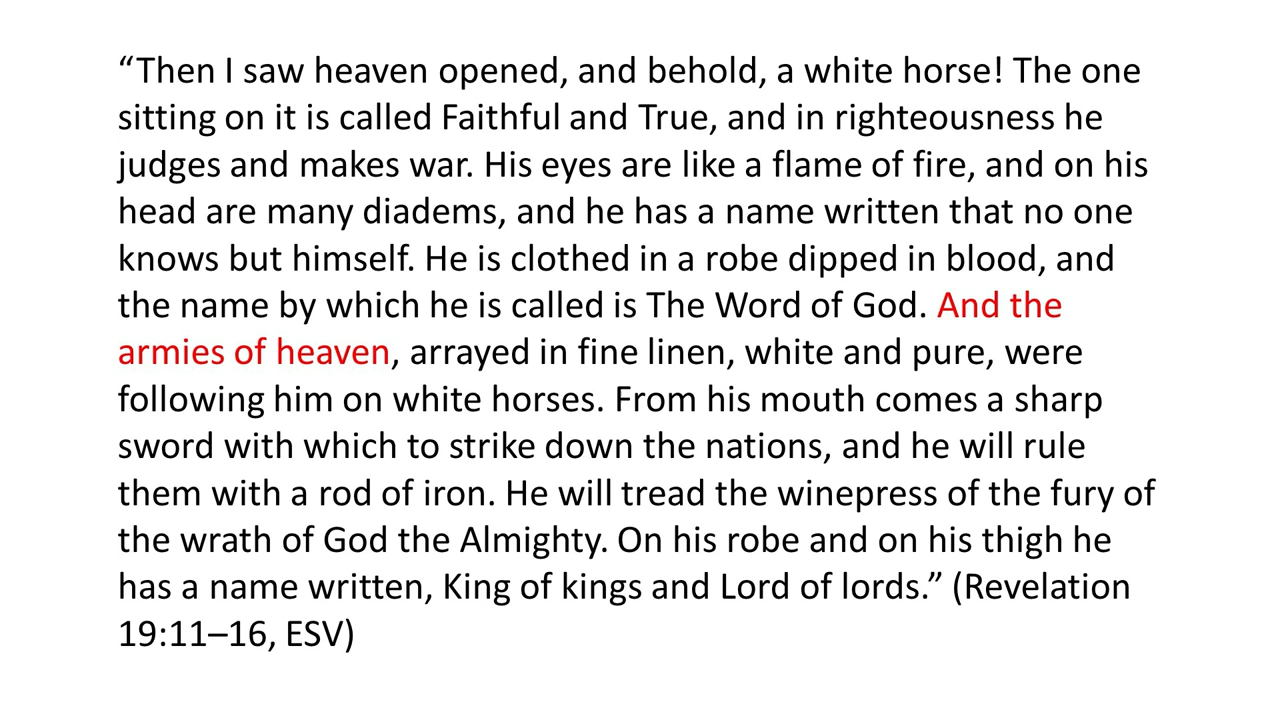 “Then I saw heaven opened, and behold, a white horse! The one
sitting on it is called Faithful and True, and in righteousness he
judges and makes war. His eyes are like a flame of fire, and on his
head are many diadems, and he has a name written that no one
knows but himself. He is clothed in a robe dipped in blood, and
the name by which he is called is The Word of God. And the
armies of heaven, arrayed in fine linen, white and pure, were
following him on white horses. From his mouth comes a sharp
sword with which to strike down the nations, and he will rule
them with a rod of iron. He will tread the winepress of the fury of
the wrath of God the Almighty. On his robe and on his thigh he
has a name written, King of kings and Lord of lords.” (Revelation
19:11–16, ESV)